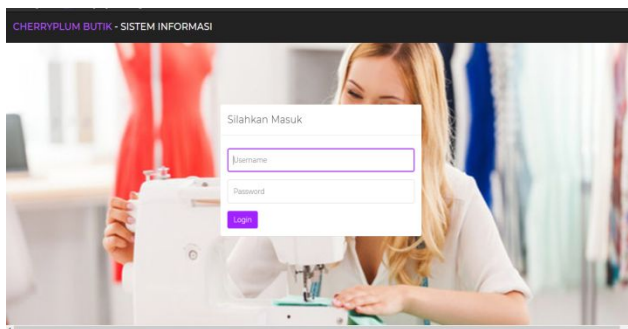 CHERRYPLUM BUTIK - SISTEM INFORMASI
Silahkan Masuk
Username
Password
Login